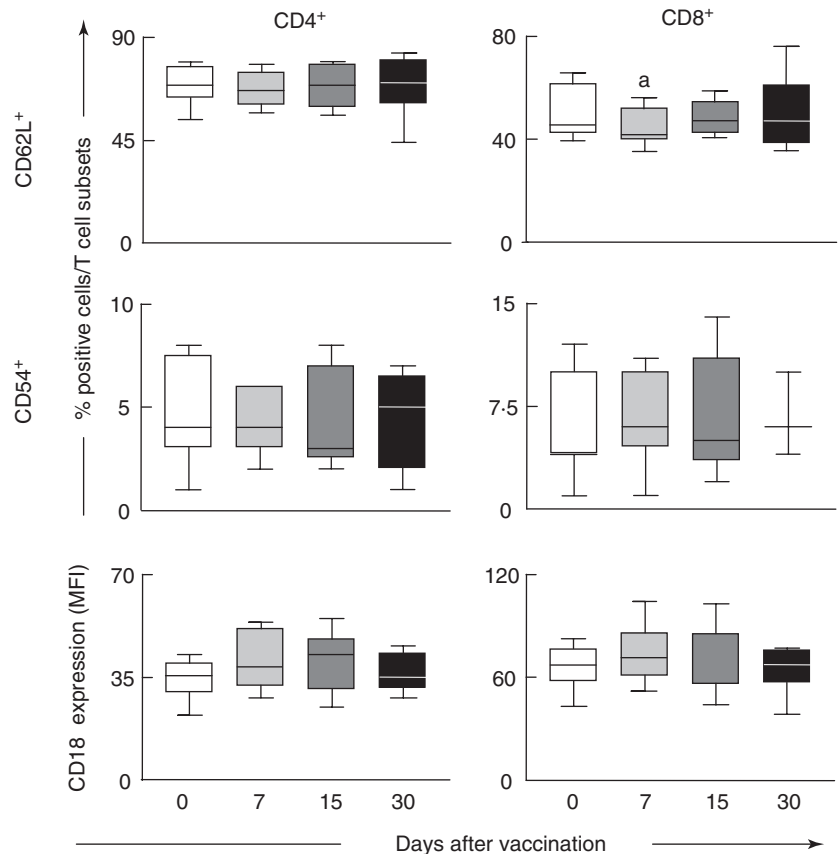 CD4⁺
CD8⁺
CD62L⁺
% positive cells/T cell subsets
90
45
0
80
40
0
a
CD54⁺
10
5
0
15
7·5
0
CD18 expression (MFI)
70
35
0
120
60
0
0 7 15 30
0 7 15 30
Days after vaccination